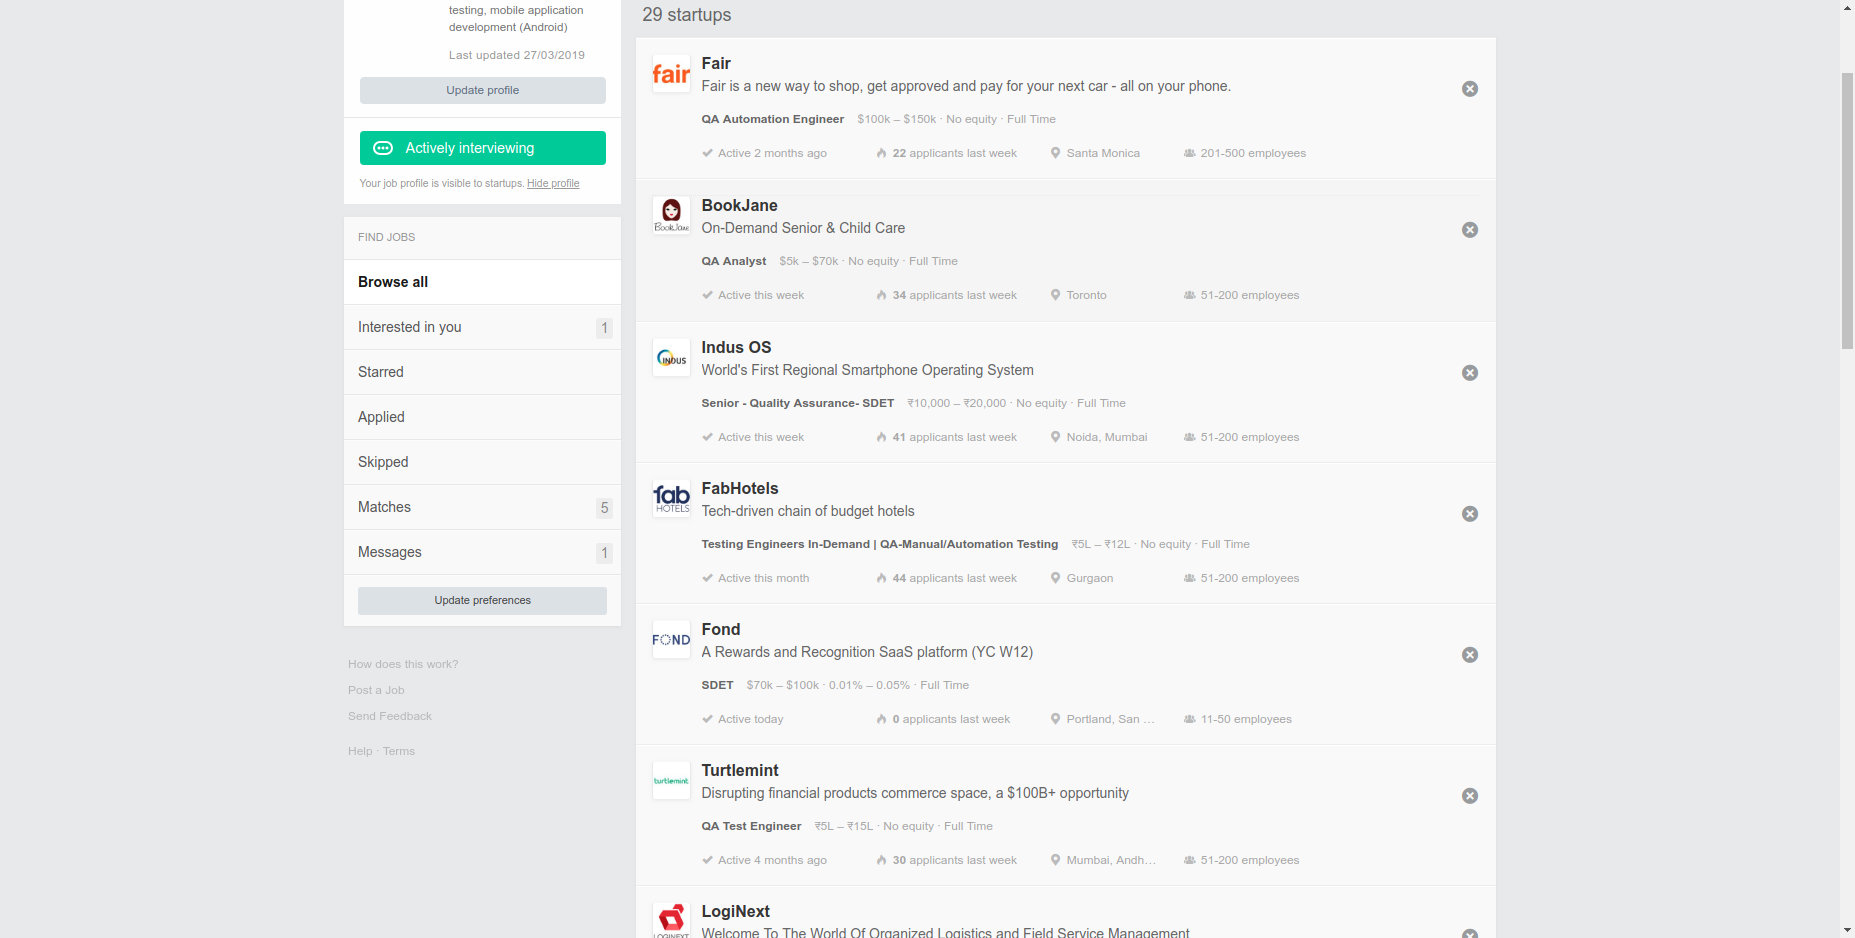 testing, mobile application
development (Android)
Last updated 27/03/2019
Update profile
Actively interviewing
Your job profile is visible to startups. Hide profile
FIND JOBS
Browse all
Interested in you 1
Starred
Applied
Skipped
Matches 5
Messages 1
Update preferences
How does this work?
Post a Job
Send Feedback
Help · Terms
29 startups
fair
Fair
Fair is a new way to shop, get approved and pay for your next car - all on your phone.
QA Automation Engineer $100k – $150k · No equity · Full Time
Active 2 months ago 22 applicants last week Santa Monica 201-500 employees
BookJane
BookJane
On-Demand Senior & Child Care
QA Analyst $5k – $70k · No equity · Full Time
Active this week 34 applicants last week Toronto 51-200 employees
INDUS
Indus OS
World's First Regional Smartphone Operating System
Senior - Quality Assurance- SDET ₹10,000 – ₹20,000 · No equity · Full Time
Active this week 41 applicants last week Noida, Mumbai 51-200 employees
fab
HOTELS
FabHotels
Tech-driven chain of budget hotels
Testing Engineers In-Demand | QA-Manual/Automation Testing ₹5L – ₹12L · No equity · Full Time
Active this month 44 applicants last week Gurgaon 51-200 employees
FOND
Fond
A Rewards and Recognition SaaS platform (YC W12)
SDET $70k – $100k · 0.01% – 0.05% · Full Time
Active today 0 applicants last week Portland, San ... 11-50 employees
turtlemint
Turtlemint
Disrupting financial products commerce space, a $100B+ opportunity
QA Test Engineer ₹5L – ₹15L · No equity · Full Time
Active 4 months ago 30 applicants last week Mumbai, Andh... 51-200 employees
LOGINEXT
LogiNext
Welcome To The World Of Organized Logistics and Field Service Management